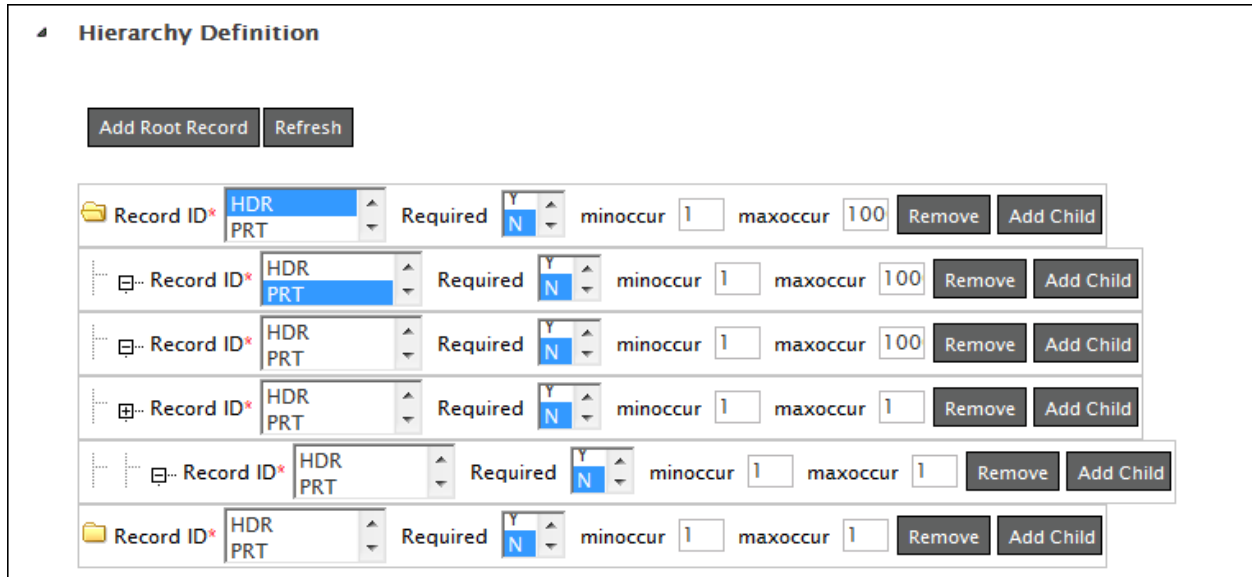 Hierarchy Definition
Add Root Record Refresh
Record ID* HDR PRT Required Y N minoccur 1 maxoccur 100 Remove Add Child
Record ID* HDR PRT Required Y N minoccur 1 maxoccur 100 Remove Add Child
Record ID* HDR PRT Required Y N minoccur 1 maxoccur 100 Remove Add Child
Record ID* HDR PRT Required Y N minoccur 1 maxoccur 1 Remove Add Child
Record ID* HDR PRT Required Y N minoccur 1 maxoccur 1 Remove Add Child
Record ID* HDR PRT Required Y N minoccur 1 maxoccur 1 Remove Add Child